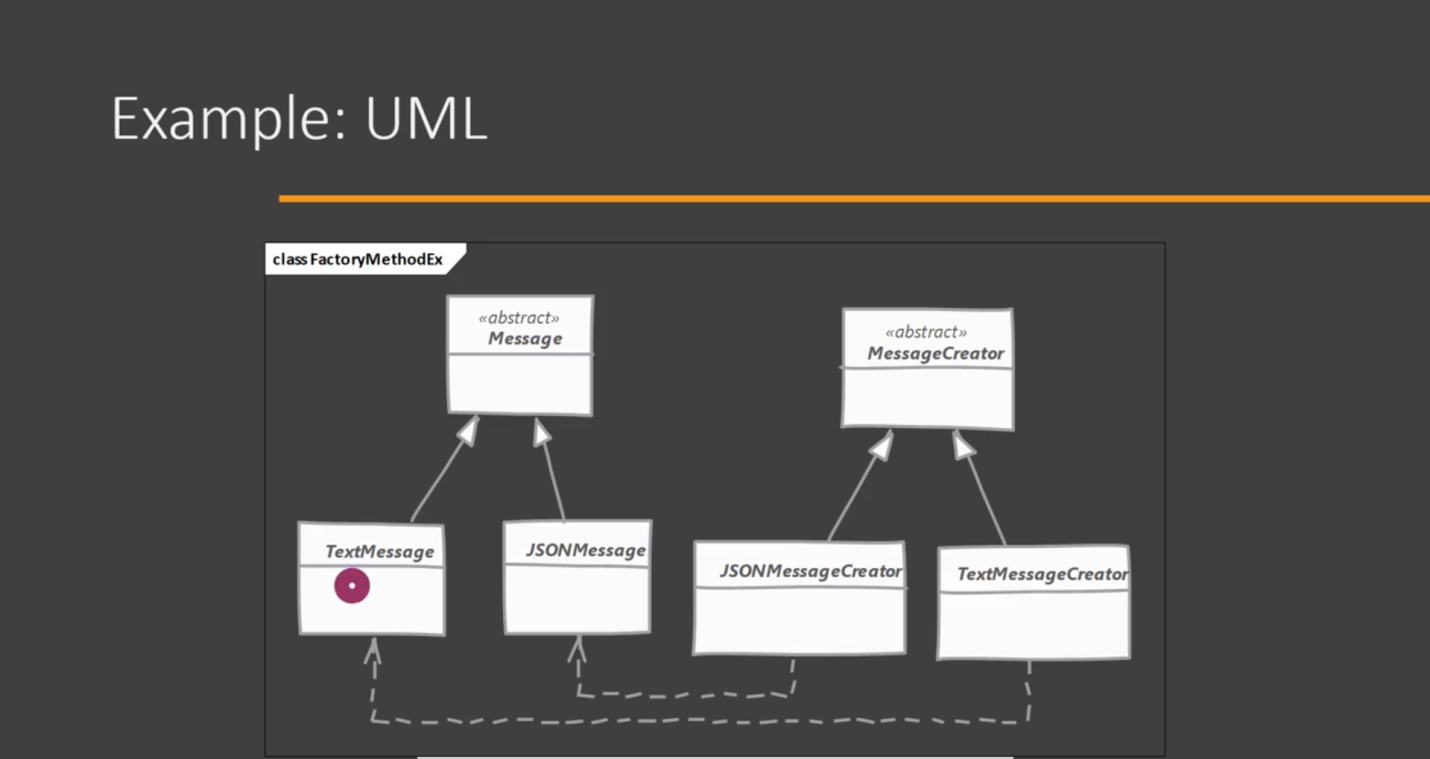 Example: UML
class FactoryMethodEx
«abstract»
Message
«abstract»
MessageCreator
TextMessage
JSONMessage
JSONMessageCreator
TextMessageCreator